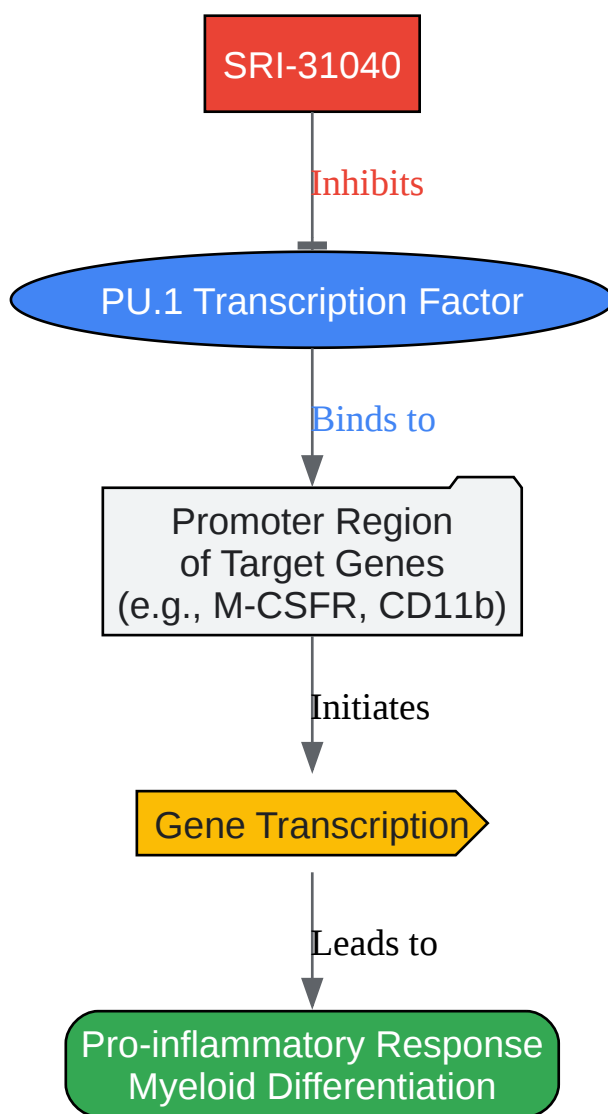 SRI-31040
Inhibits
PU.1 Transcription Factor
Binds to
Promoter Region
of Target Genes
(e.g., M-CSFR, CD11b)
Initiates
Gene Transcription
Leads to
Pro-inflammatory Response
Myeloid Differentiation